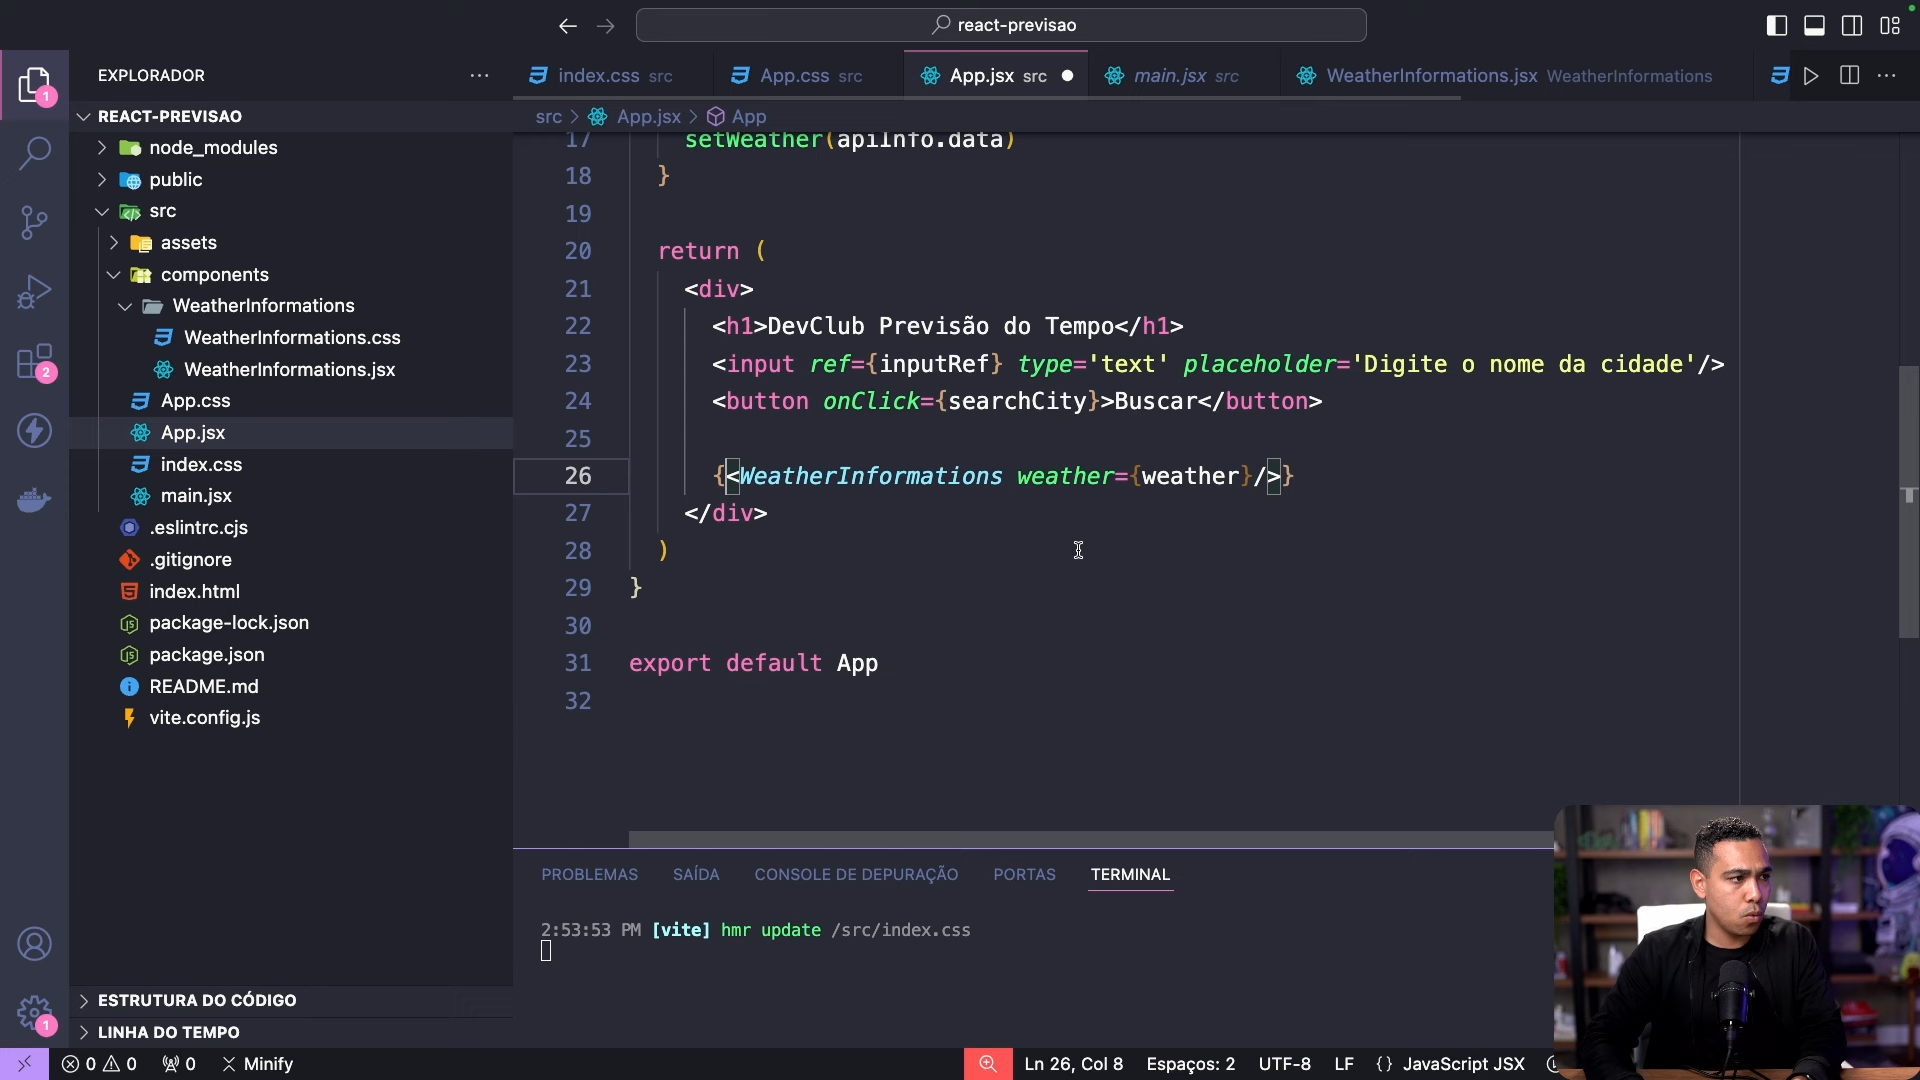 react-previsao
EXPLORADOR
REACT-PREVISAO
node_modules
public
src
assets
components
WeatherInformations
WeatherInformations.css
WeatherInformations.jsx
App.css
App.jsx
index.css
main.jsx
.eslintrc.cjs
.gitignore
index.html
package-lock.json
package.json
README.md
vite.config.js
ESTRUTURA DO CÓDIGO
LINHA DO TEMPO
1
2
1
index.css src
App.css src
App.jsx src
main.jsx src
WeatherInformations.jsx WeatherInformations
src > App.jsx > App
17 setWeather(apiInfo.data)
18 }
19
20 return (
21 <div>
22 <h1>DevClub Previsão do Tempo</h1>
23 <input ref={inputRef} type='text' placeholder='Digite o nome da cidade'/>
24 <button onClick={searchCity}>Buscar</button>
25
26 {<WeatherInformations weather={weather}/>}
27 </div>
28 )
29 }
30
31 export default App
32
PROBLEMAS SAÍDA CONSOLE DE DEPURAÇÃO PORTAS TERMINAL
2:53:53 PM [vite] hmr update /src/index.css
0 0 0 Minify
Ln 26, Col 8 Espaços: 2 UTF-8 LF {} JavaScript JSX